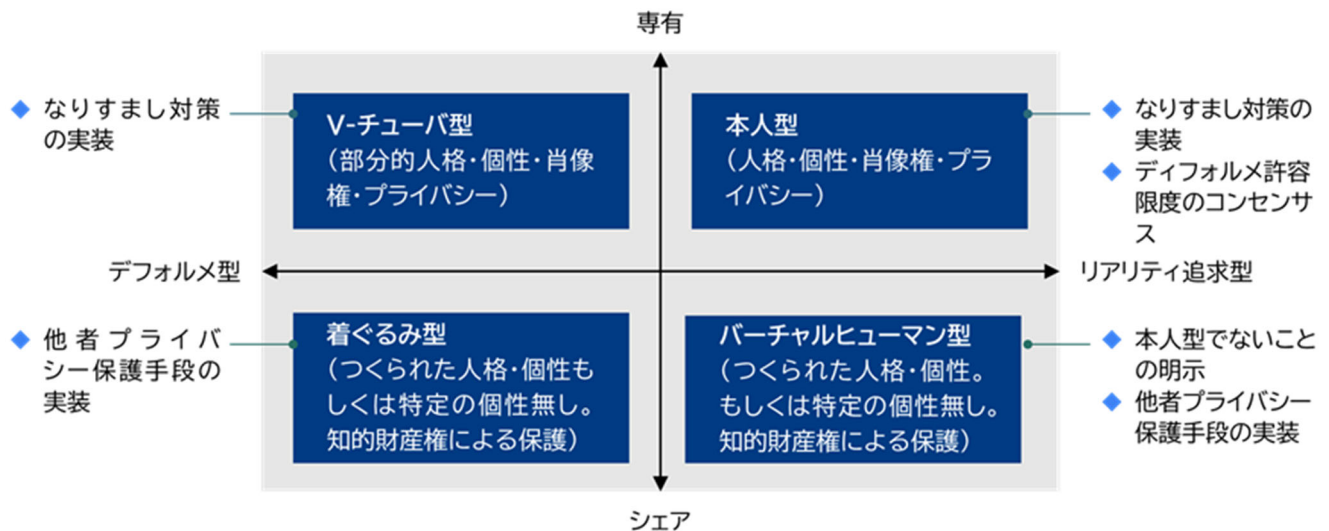 専有
◆ なりすまし対策
の実装
V-チューバ型
（部分的人格・個性・肖像
権・プライバシー）
本人型
（人格・個性・肖像権・プラ
イバシー）
◆ なりすまし対策の
実装
◆ ディフォルメ許容
限度のコンセンサ
ス
デフォルメ型
リアリティ追求型
◆ 他者プライバ
シー保護手段の
実装
着ぐるみ型
（つくられた人格・個性も
しくは特定の個性無し。
知的財産権による保護）
バーチャルヒューマン型
（つくられた人格・個性。
もしくは特定の個性無し。
知的財産権による保護）
◆ 本人型でないこと
の明示
◆ 他者プライバシー
保護手段の実装
シェア